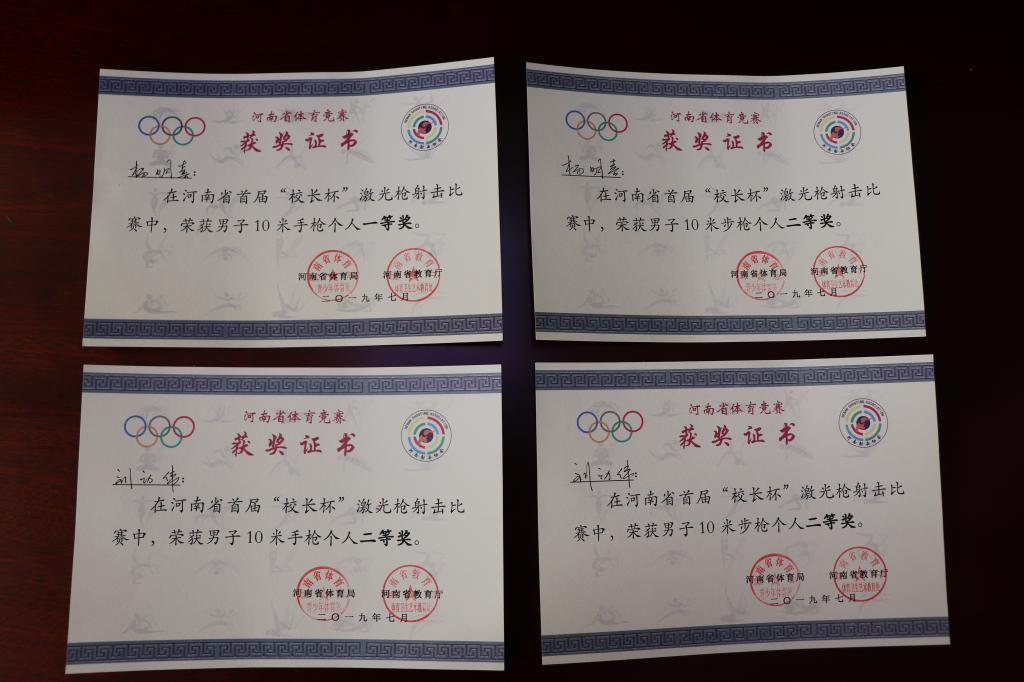 河南省体育竞赛
获奖证书
杨明喜：
在河南省首届“校长杯”激光枪射击比
赛中，荣获男子10米手枪个人一等奖。
河南省体育局 河南省教育厅
二〇一九年七月
河南省体育竞赛
获奖证书
杨明喜：
在河南省首届“校长杯”激光枪射击比
赛中，荣获男子10米步枪个人二等奖。
河南省体育局 河南省教育厅
二〇一九年七月
河南省体育竞赛
获奖证书
在河南省首届“校长杯”激光枪射击比
赛中，荣获男子10米手枪个人二等奖。
河南省体育局 河南省教育厅
二〇一九年七月
河南省体育竞赛
获奖证书
在河南省首届“校长杯”激光枪射击比
赛中，荣获男子10米步枪个人二等奖。
河南省体育局 河南省教育厅
二〇一九年七月